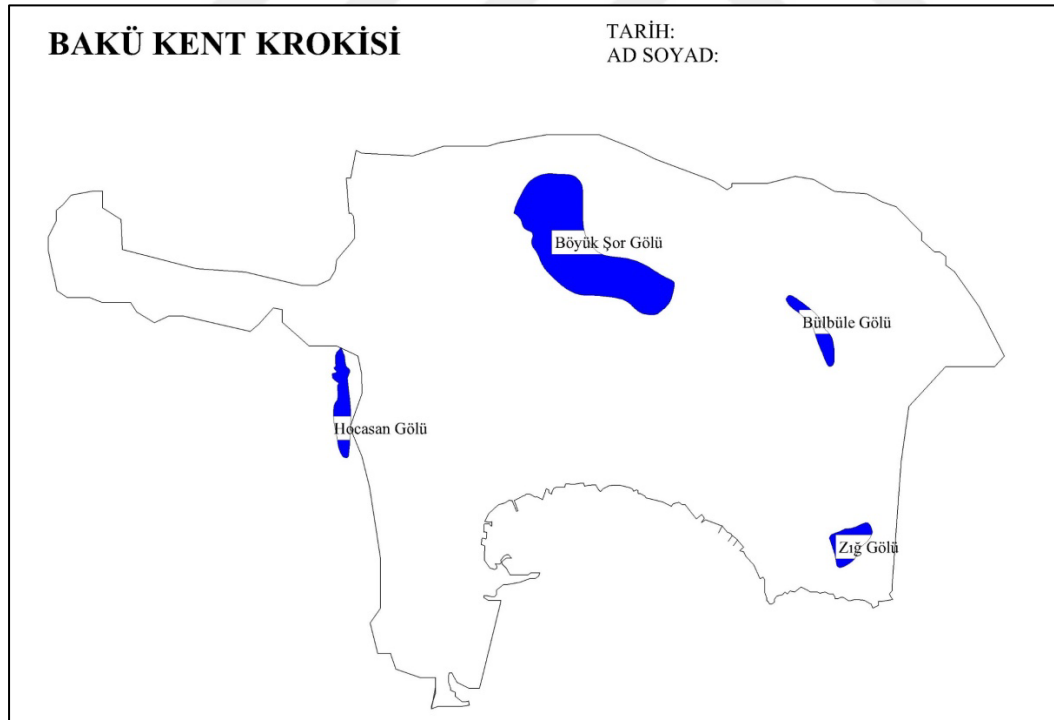 BAKÜ KENT KROKİSİ
TARİH:
AD SOYAD:
Böyük Şor Gölü
Bülbüle Gölü
Hocasan Gölü
Zığ Gölü